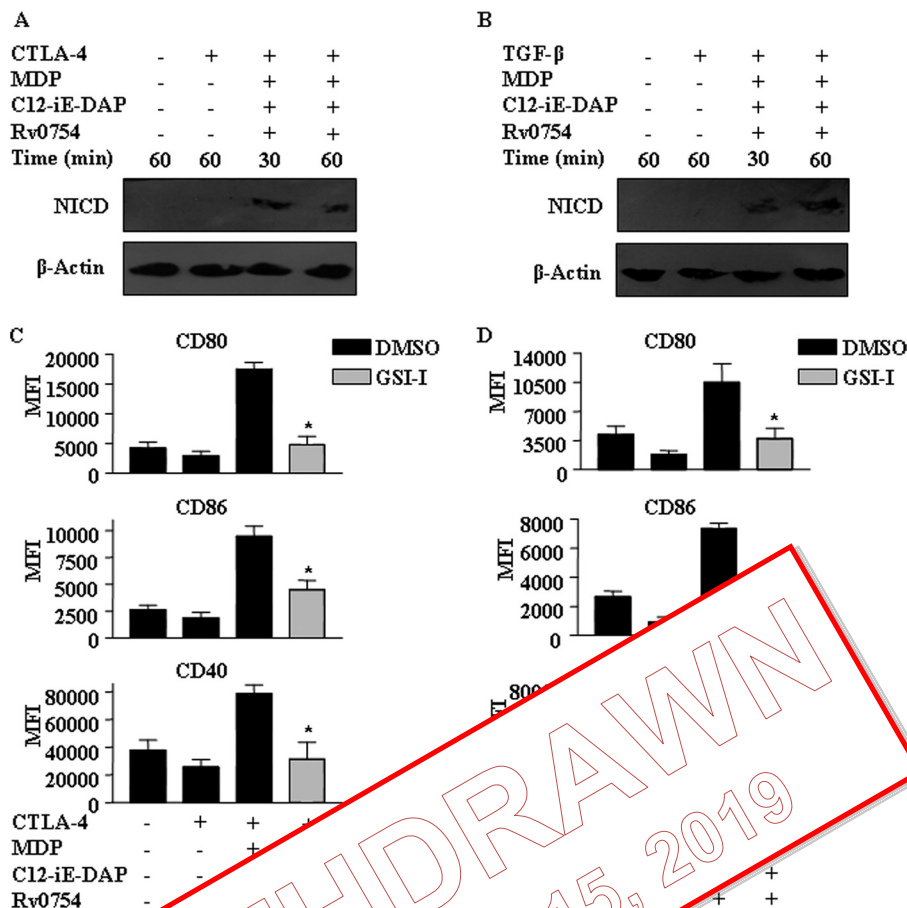 A
CTLA-4 - + + +
MDP - - + +
C12-iE-DAP - - + +
Rv0754 - - + +
Time (min) 60 60 30 60
NICD
β-Actin
B
TGF-β - + + +
MDP - - + +
C12-iE-DAP - - + +
Rv0754 - - + +
Time (min) 60 60 30 60
NICD
β-Actin
C
CD80
DMSO
GSI-I
MFI
20000
15000
10000
5000
0
*
CD86
MFI
10000
7500
5000
2500
0
*
CD40
MFI
80000
60000
40000
20000
0
*
CTLA-4 - + +
MDP - - +
C12-iE-DAP - -
Rv0754 -
D
CD80
DMSO
GSI-I
MFI
14000
10500
7000
3500
0
*
CD86
MFI
8000
6000
4000
2000
0
+
+ +
HDRAWN
15, 2019